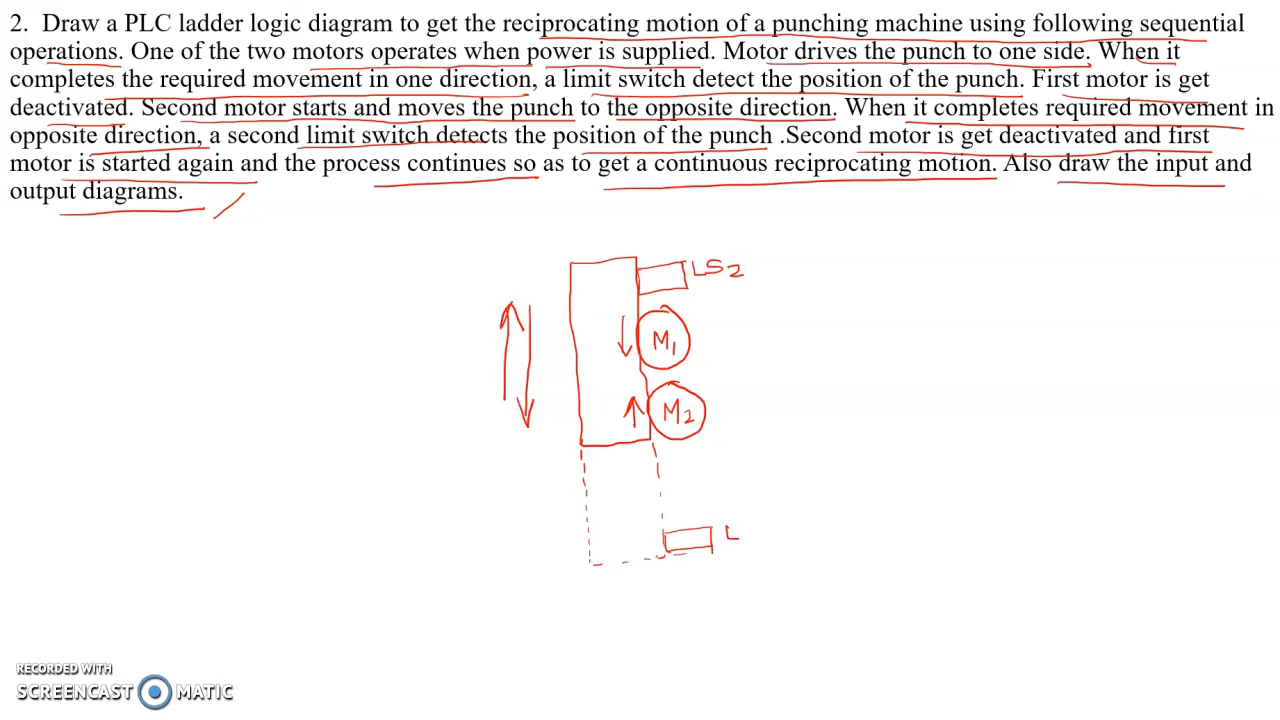 2. Draw a PLC ladder logic diagram to get the reciprocating motion of a punching machine using following sequential
operations. One of the two motors operates when power is supplied. Motor drives the punch to one side. When it
completes the required movement in one direction, a limit switch detect the position of the punch. First motor is get
deactivated. Second motor starts and moves the punch to the opposite direction. When it completes required movement in
opposite direction, a second limit switch detects the position of the punch .Second motor is get deactivated and first
motor is started again and the process continues so as to get a continuous reciprocating motion. Also draw the input and
output diagrams.
LS2
M1
M2
L
RECORDED WITH
SCREENCAST MATIC